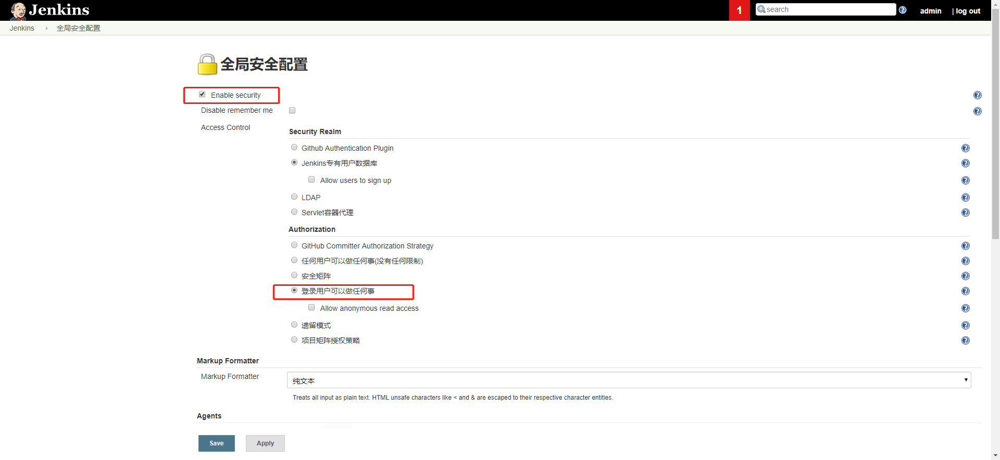 Jenkins
1
search
admin
| log out
Jenkins
全局安全配置
全局安全配置
Enable security
Disable remember me
Access Control
Security Realm
Github Authentication Plugin
Jenkins专有用户数据库
Allow users to sign up
LDAP
Servlet容器代理
Authorization
GitHub Committer Authorization Strategy
任何用户可以做任何事(没有任何限制)
安全矩阵
登录用户可以做任何事
Allow anonymous read access
遗留模式
项目矩阵授权策略
Markup Formatter
Markup Formatter
纯文本
Treats all input as plain text. HTML unsafe characters like < and & are escaped to their respective character entities.
Agents
Save
Apply